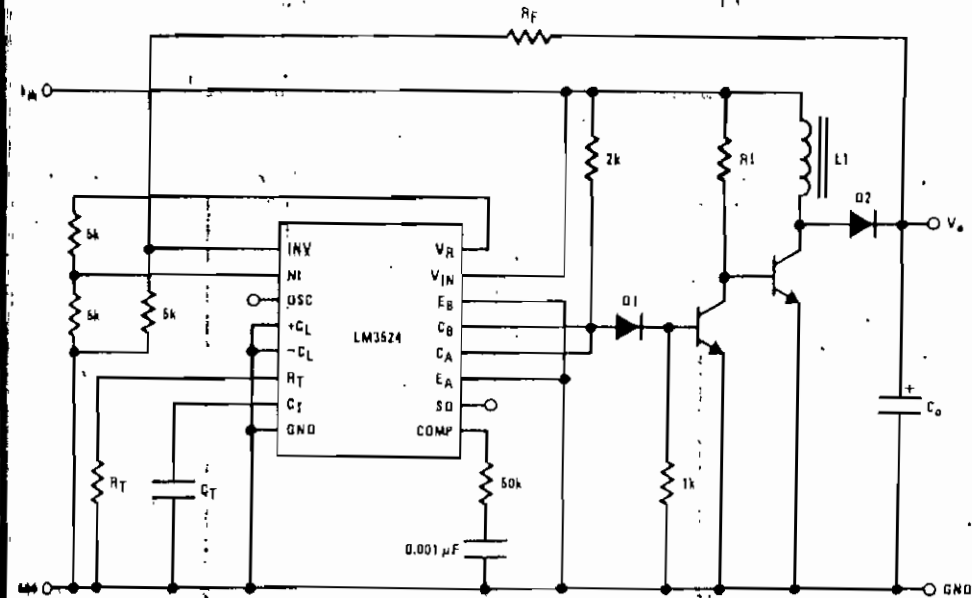 RF
2k
R1
L1
D2
Vo
5k
5k
5k
INV
NI
OSC
+CL
-CL
RT
CT
GND
LM3524
VR
VIN
EB
CB
CA
EA
SD
COMP
D1
RT
CT
50k
0.001 µF
1k
+
Co
GND